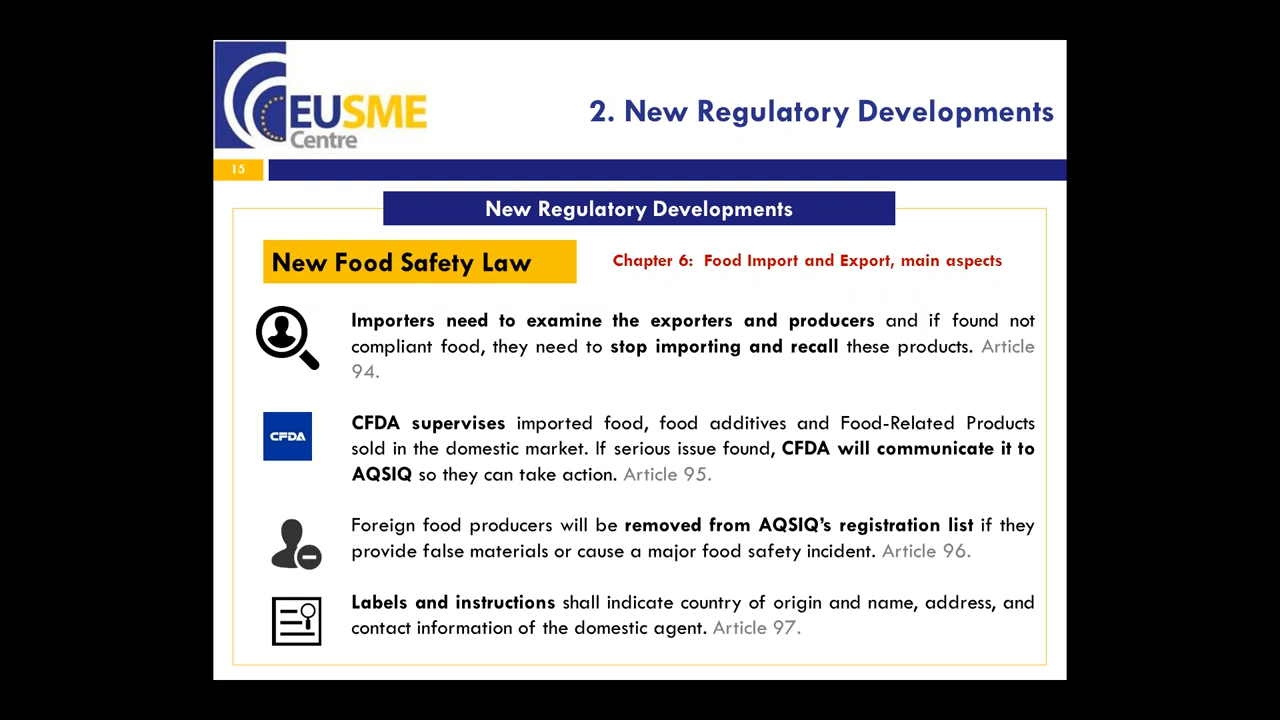 EUSME
Centre
2. New Regulatory Developments
15
New Regulatory Developments
New Food Safety Law
Chapter 6: Food Import and Export, main aspects
Importers need to examine the exporters and producers and if found not
compliant food, they need to stop importing and recall these products. Article
94.
CFDA
CFDA supervises imported food, food additives and Food-Related Products
sold in the domestic market. If serious issue found, CFDA will communicate it to
AQSIQ so they can take action. Article 95.
Foreign food producers will be removed from AQSIQ’s registration list if they
provide false materials or cause a major food safety incident. Article 96.
Labels and instructions shall indicate country of origin and name, address, and
contact information of the domestic agent. Article 97.